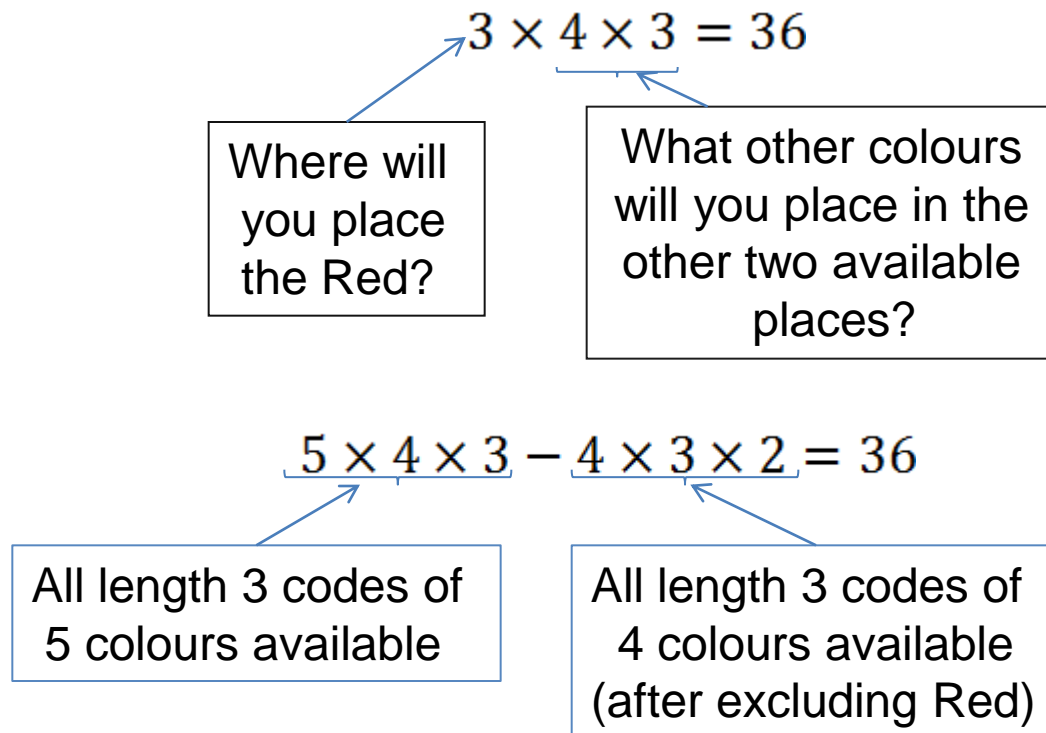 3 × 4 × 3 = 36
Where will
you place
the Red?
What other colours
will you place in the
other two available
places?
5 × 4 × 3 − 4 × 3 × 2 = 36
All length 3 codes of
5 colours available
All length 3 codes of
4 colours available
(after excluding Red)